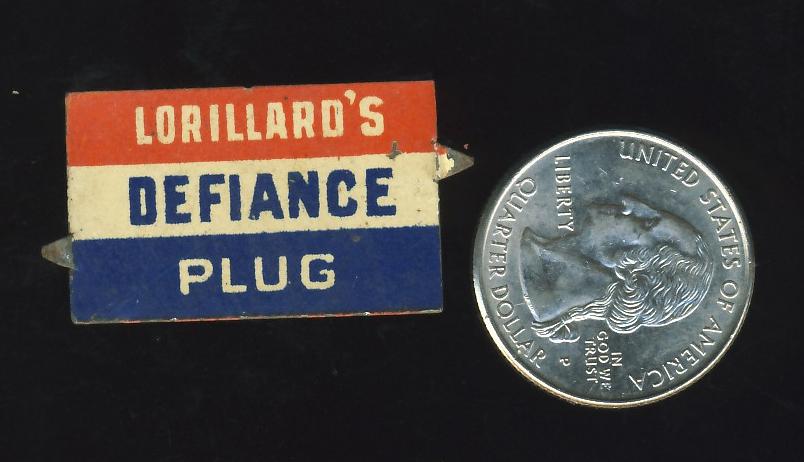 LORILLARD'S
DEFIANCE
PLUG
UNITED STATES OF AMERICA
LIBERTY
IN
GOD WE
TRUST
P
QUARTER DOLLAR